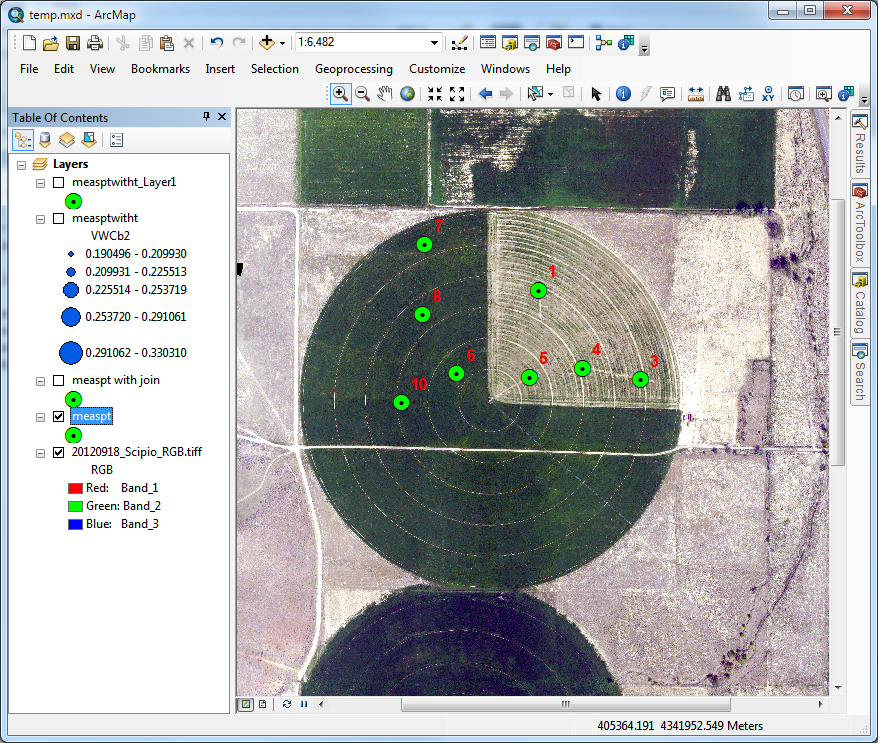 temp.mxd - ArcMap
1:6,482
File Edit View Bookmarks Insert Selection Geoprocessing Customize Windows Help
XY
Table Of Contents
Layers
measptwitht_Layer1
measptwitht
VWCb2
0.190496 - 0.209930
0.209931 - 0.225513
0.225514 - 0.253719
0.253720 - 0.291061
0.291062 - 0.330310
measpt with join
measpt
20120918_Scipio_RGB.tiff
RGB
Red: Band_1
Green: Band_2
Blue: Band_3
7
1
8
6
5
4
3
10
Results
ArcToolbox
Catalog
Search
405364.191 4341952.549 Meters